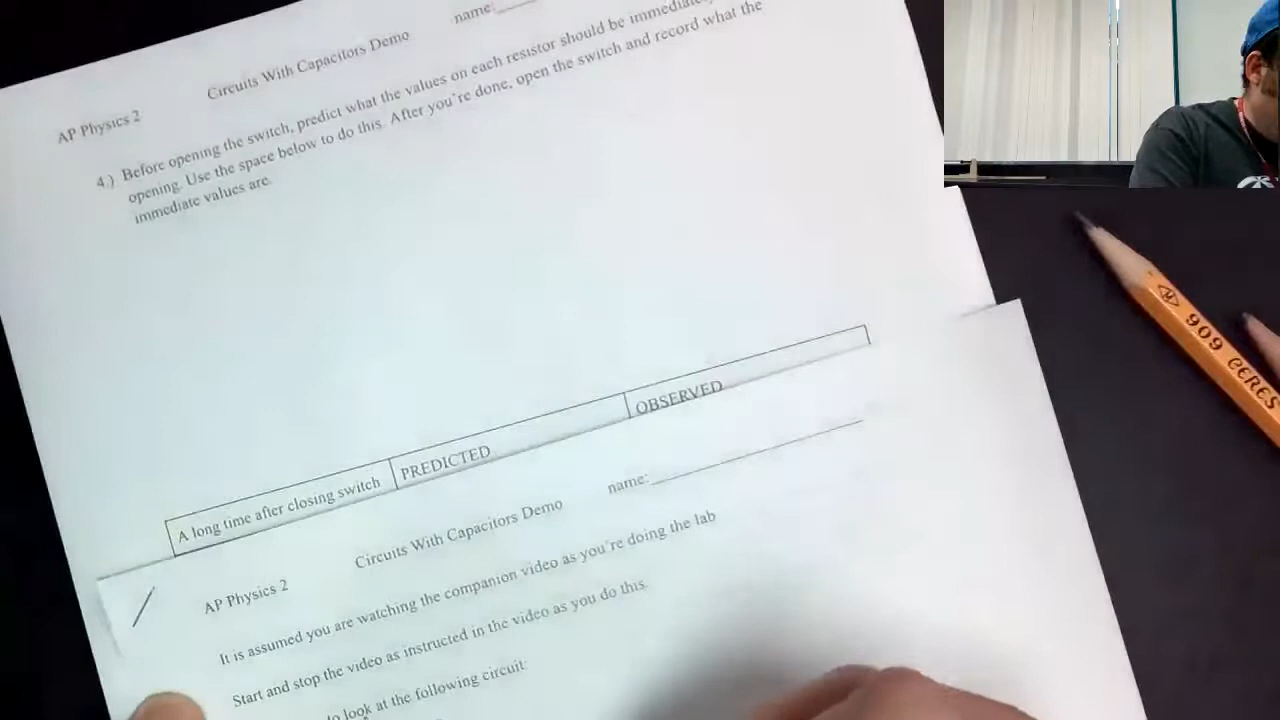 name:
AP Physics 2
Circuits With Capacitors Demo
4.) Before opening the switch, predict what the values on each resistor should be
opening. Use the space below to do this. After you're done, open the switch and record what the
immediate values are.
A long time after closing switch
PREDICTED
OBSERVED
AP Physics 2
Circuits With Capacitors Demo
name:
It is assumed you are watching the companion video as you're doing the lab
Start and stop the video as instructed in the video as you do this.
look at the following circuit:
909 CERES